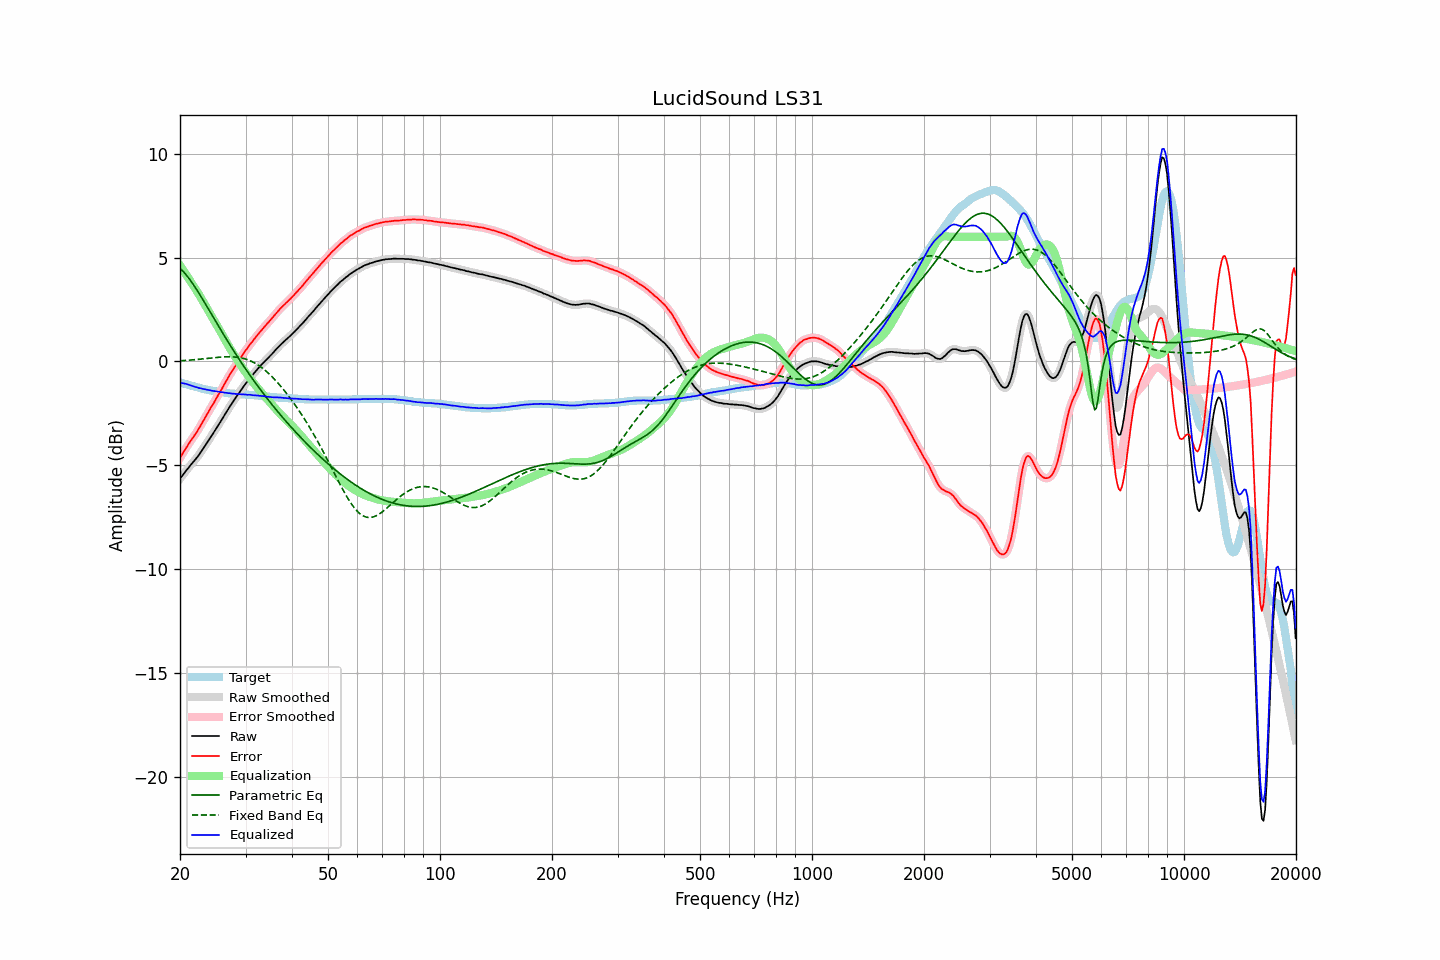 LucidSound LS31
Amplitude (dBr)
10
5
0
−5
−10
−15
−20
Target
Raw Smoothed
Error Smoothed
Raw
Error
Equalization
Parametric Eq
Fixed Band Eq
Equalized
20 50 100 200 500 1000 2000 5000 10000 20000
Frequency (Hz)